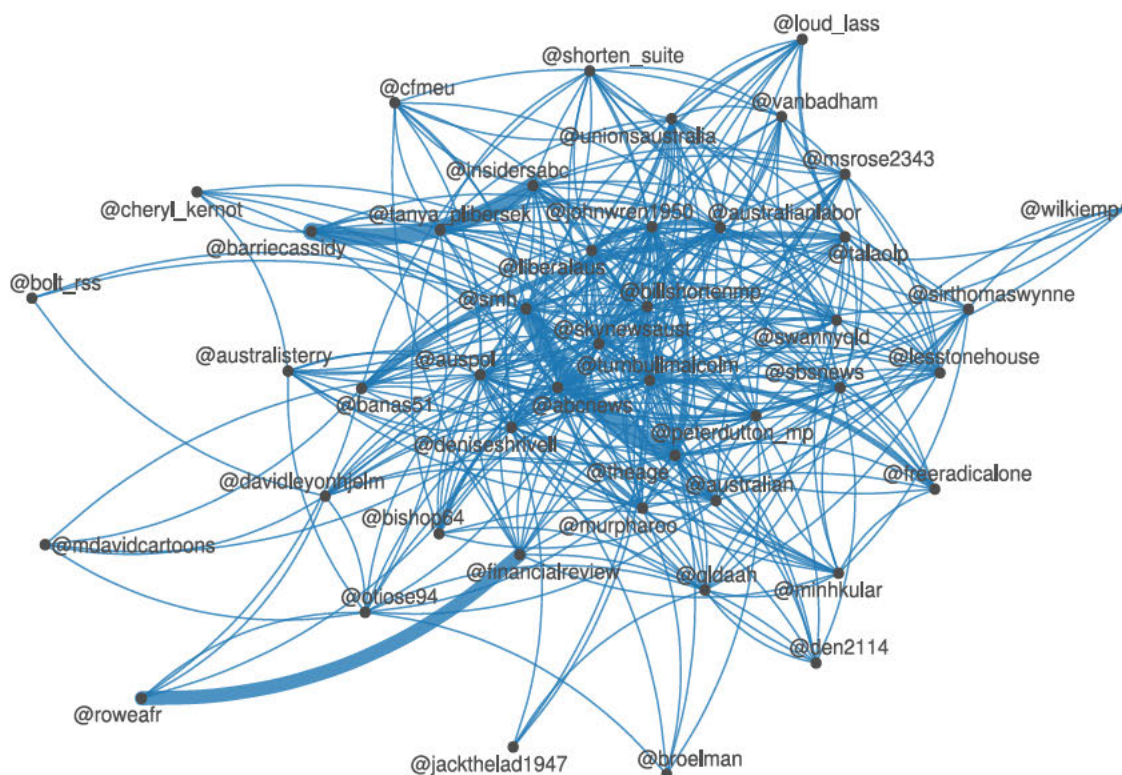 @loud_lass
@shorten_suite
@cfmeu
@vanbadham
@unionsaustralia
@msrose2343
@insidersabc
@cheryl_kernot
@tanya_plibersek
@johnwren1950
@australianlabor
@wilkiemp
@barriecassidy
@talaolp
@liberalaus
@bolt_rss
@smh
@billshortenmp
@sirthomaswynne
@skynewsaust
@swannyqld
@australisterry
@auspol
@turnbullmalcolm
@sbsnews
@lesstonehouse
@banas51
@abcnews
@peterdutton_mp
@deniseshrivell
@theage
@freeradicalone
@davidleyonhjelm
@australian
@bishop64
@murpharoo
@mdavidcartoons
@financialreview
@qldaah
@minhkular
@otiose94
@den2114
@roweafr
@jackthelad1947
@broelman